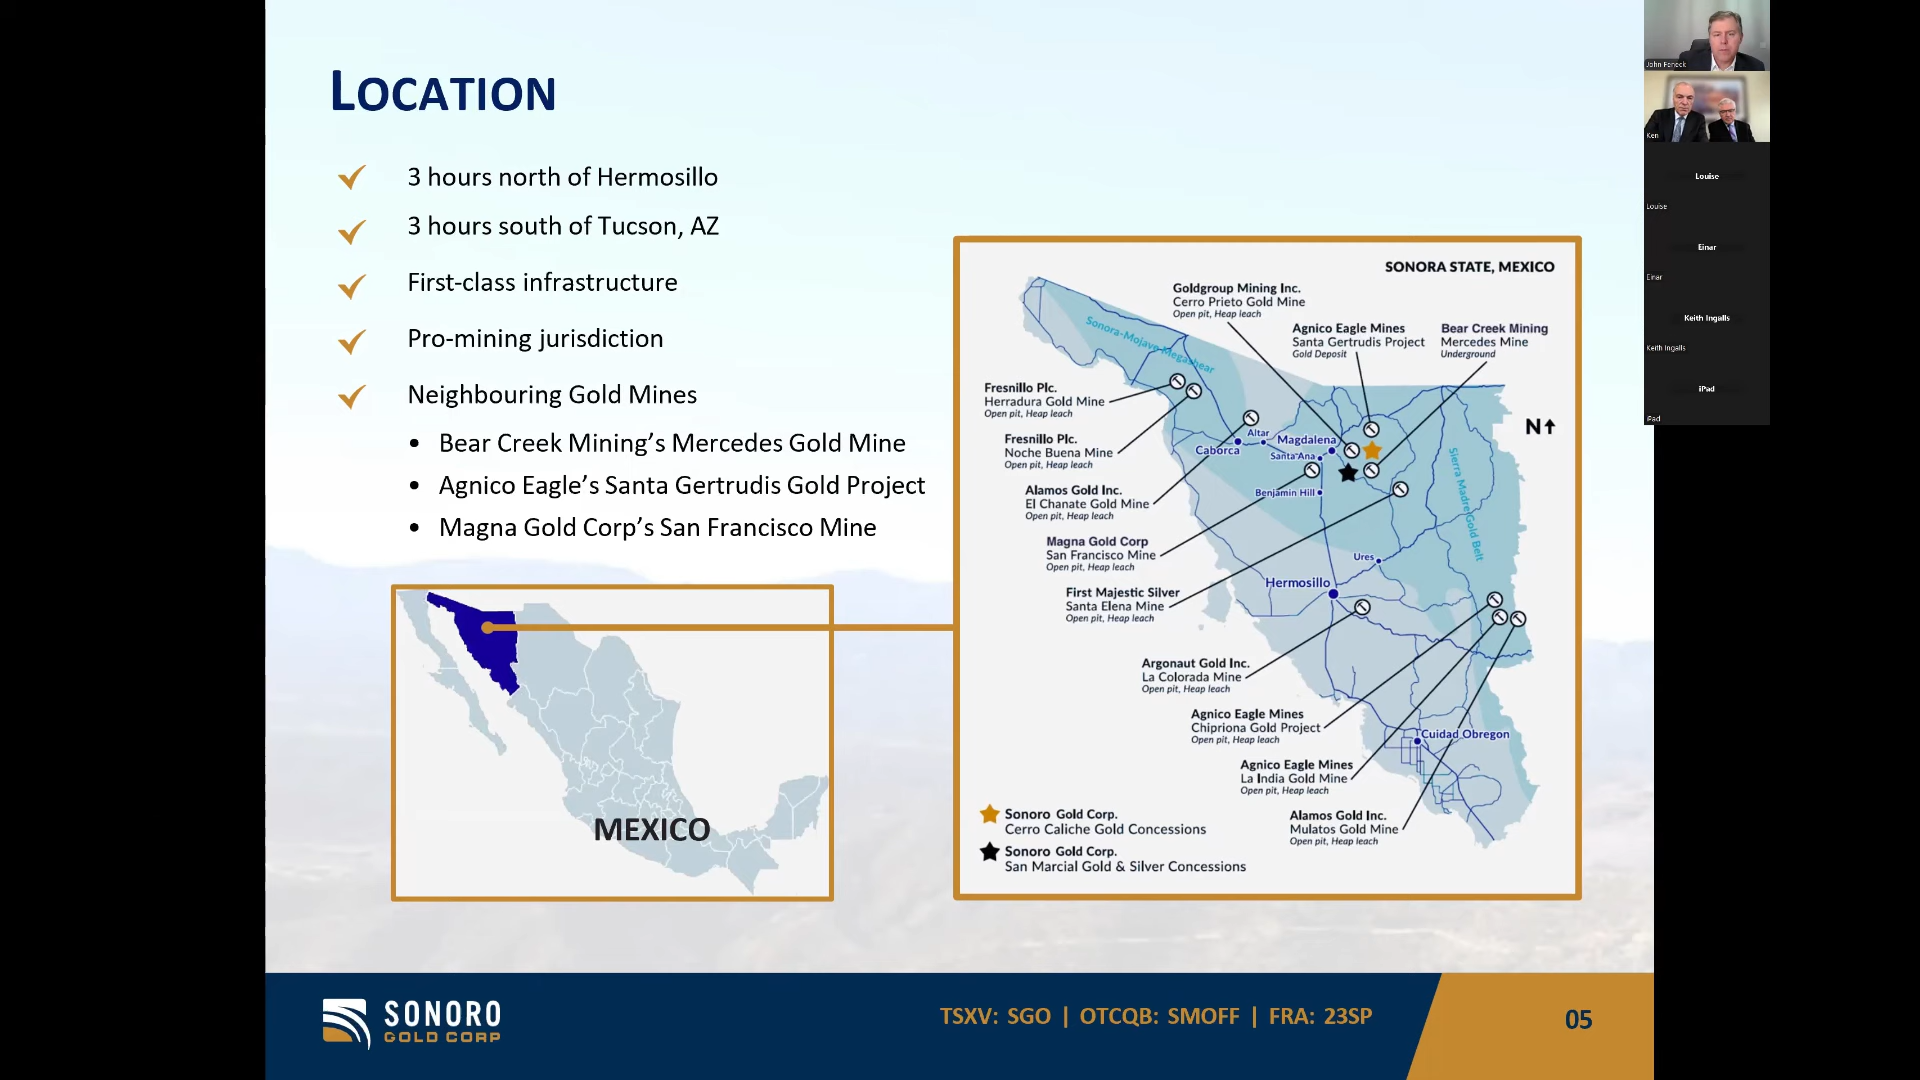 LOCATION
3 hours north of Hermosillo
3 hours south of Tucson, AZ
First-class infrastructure
Pro-mining jurisdiction
Neighbouring Gold Mines
• Bear Creek Mining’s Mercedes Gold Mine
• Agnico Eagle’s Santa Gertrudis Gold Project
• Magna Gold Corp’s San Francisco Mine
MEXICO
SONORA STATE, MEXICO
Goldgroup Mining Inc.
Cerro Prieto Gold Mine
Open pit, Heap leach
Agnico Eagle Mines
Santa Gertrudis Project
Gold Deposit
Bear Creek Mining
Mercedes Mine
Underground
Sonora-Mojave Megashear
Fresnillo Plc.
Herradura Gold Mine
Open pit, Heap leach
Fresnillo Plc.
Noche Buena Mine
Open pit, Heap leach
Alamos Gold Inc.
El Chanate Gold Mine
Open pit, Heap leach
Magna Gold Corp
San Francisco Mine
Open pit, Heap leach
First Majestic Silver
Santa Elena Mine
Open pit, Heap leach
Argonaut Gold Inc.
La Colorada Mine
Open pit, Heap leach
Agnico Eagle Mines
Chipriona Gold Project
Open pit, Heap leach
Agnico Eagle Mines
La India Gold Mine
Open pit, Heap leach
Alamos Gold Inc.
Mulatos Gold Mine
Open pit, Heap leach
Altar
Caborca
Magdalena
Santa Ana
Benjamin Hill
Ures
Hermosillo
Cuidad Obregon
Sierra Madre Gold Belt
N↑
Sonoro Gold Corp.
Cerro Caliche Gold Concessions
Sonoro Gold Corp.
San Marcial Gold & Silver Concessions
SONORO
GOLD CORP
TSXV: SGO | OTCQB: SMOFF | FRA: 23SP
05
John Feneck
Ken
Louise
Louise
Einar
Einar
Keith Ingalls
Keith Ingalls
iPad
iPad